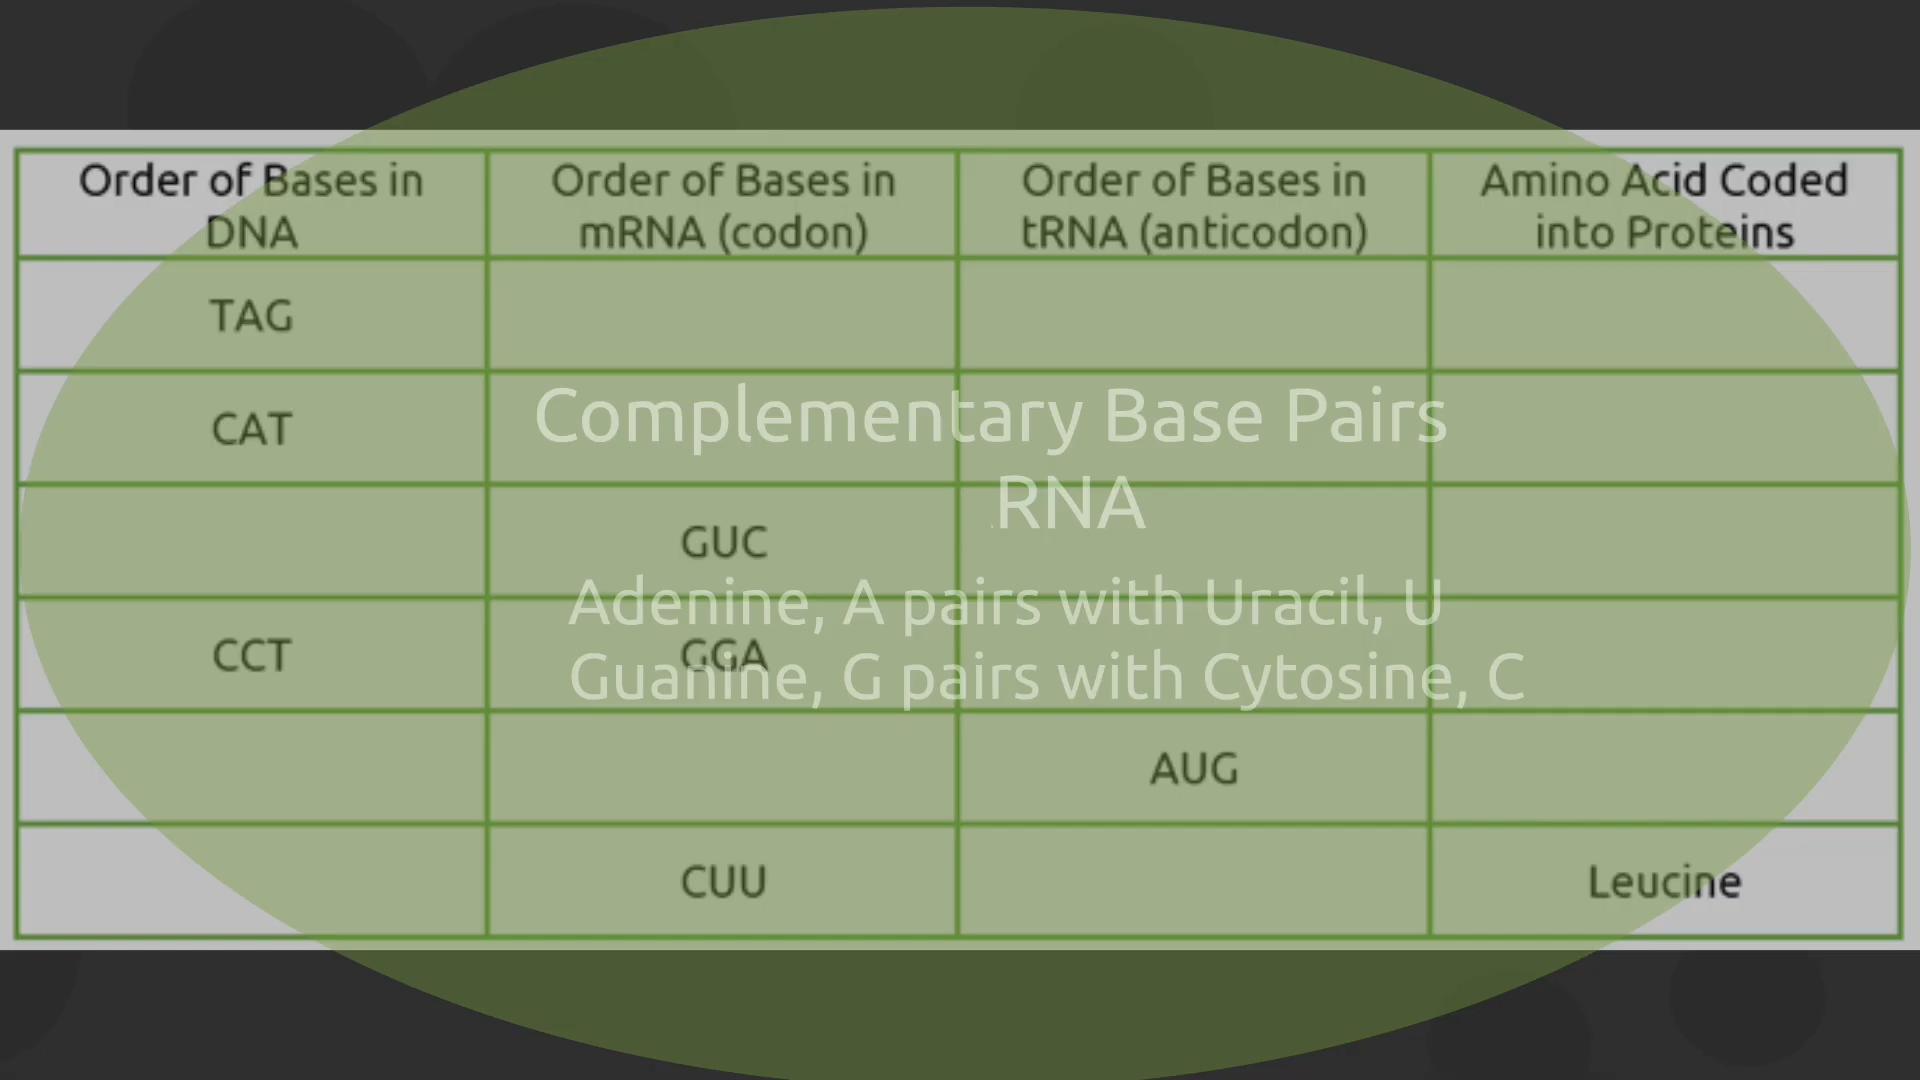 Order of Bases in
DNA
Order of Bases in
mRNA (codon)
Order of Bases in
tRNA (anticodon)
Amino Acid Coded
into Proteins
TAG
CAT
GUC
CCT
GGA
AUG
CUU
Leucine
Complementary Base Pairs
RNA
Adenine, A pairs with Uracil, U
Guanine, G pairs with Cytosine, C